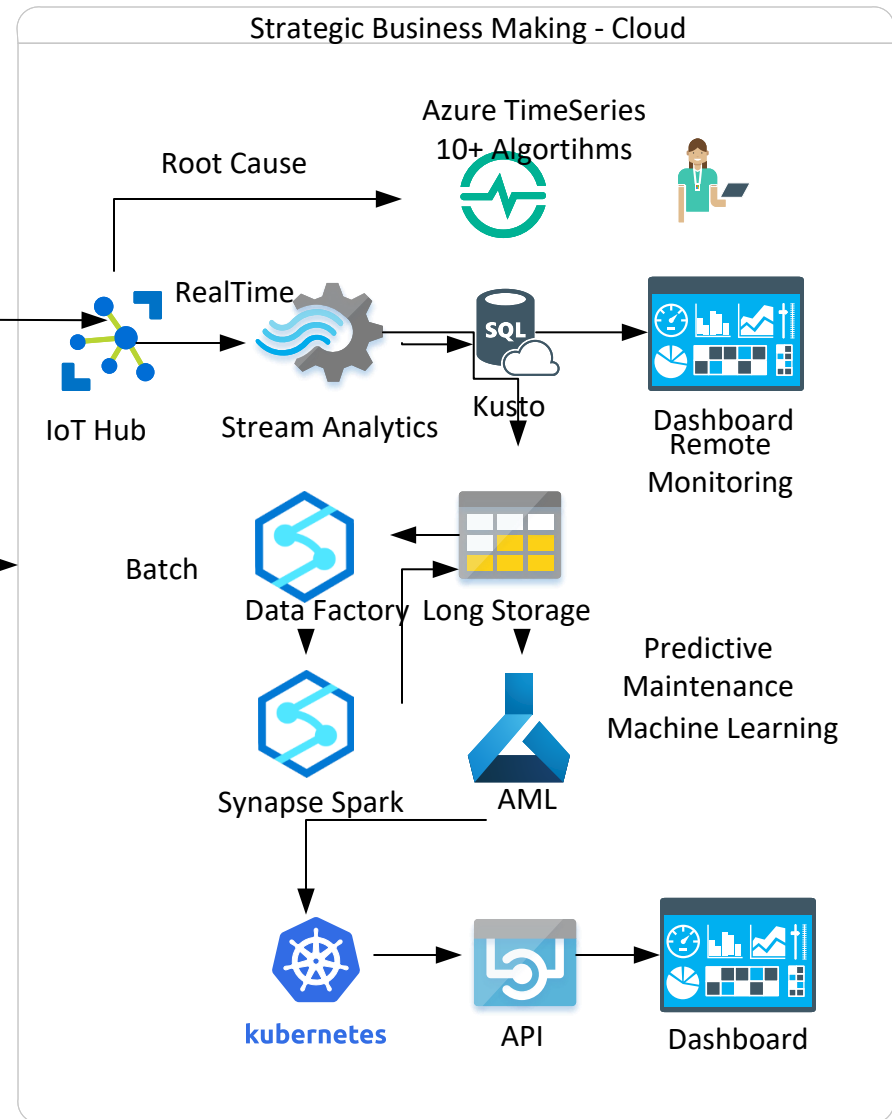 Strategic Business Making - Cloud
Azure TimeSeries
10+ Algortihms
Root Cause
RealTime
SQL
IoT Hub
Stream Analytics
Kusto
Dashboard
Remote
Monitoring
Batch
Data Factory
Long Storage
Predictive
Maintenance
Machine Learning
Synapse Spark
AML
kubernetes
API
Dashboard